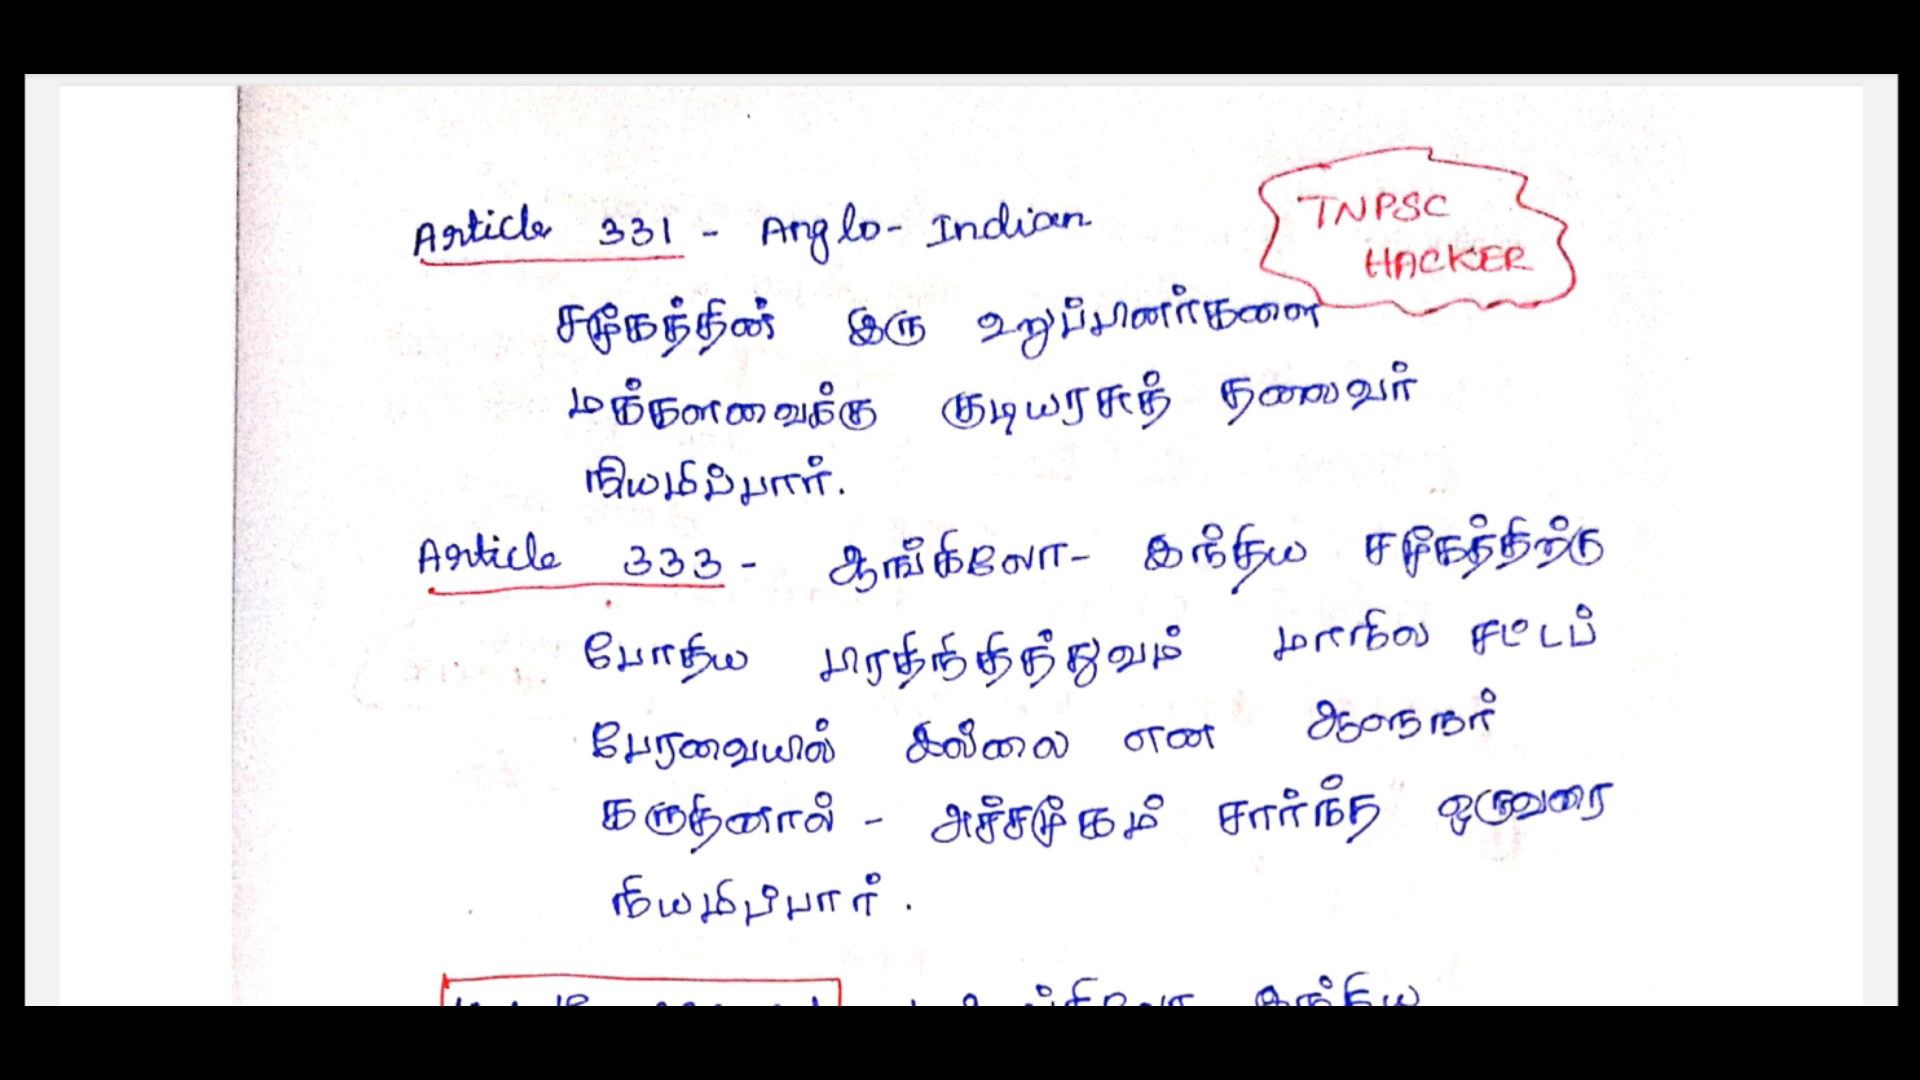 Article 331 - Anglo-Indian
TNPSC
HACKER
சமூகத்தின் இரு உறுப்பினர்களை
மக்களவைக்கு குடியரசுத் தலைவர்
நியமிப்பார்.
Article 333 - ஆங்கிலோ- இந்திய சமூகத்திற்கு
போதிய பிரதிநிதித்துவம் மாநில சட்டப்
பேரவையில் இல்லை என ஆளுநர்
கருதினால் - அச்சமூகம் சார்ந்த ஒருவரை
நியமிப்பார்.